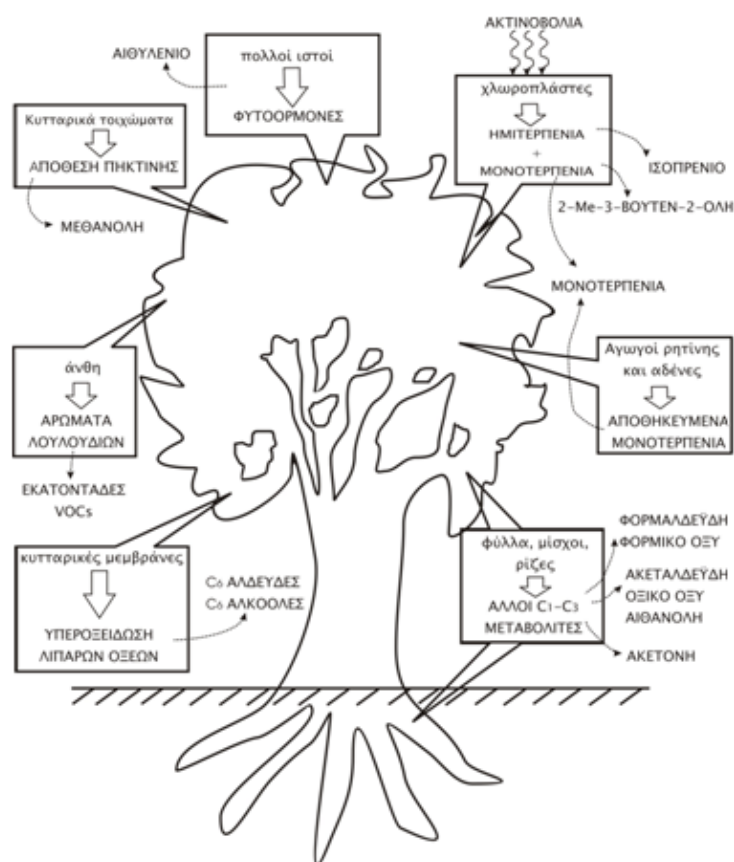 ΑΚΤΙΝΟΒΟΛΙΑ
ΑΙΘΥΛΕΝΙΟ
πολλοί ιστοί
ΦΥΤΟΟΡΜΟΝΕΣ
χλωροπλάστες
ΗΜΙΤΕΡΠΕΝΙΑ
+
ΜΟΝΟΤΕΡΠΕΝΙΑ
ΙΣΟΠΡΕΝΙΟ
2-Me-3-ΒΟΥΤΕΝ-2-ΟΛΗ
ΜΟΝΟΤΕΡΠΕΝΙΑ
Κυτταρικά τοιχώματα
ΑΠΟΘΕΣΗ ΠΗΚΤΙΝΗΣ
ΜΕΘΑΝΟΛΗ
άνθη
ΑΡΩΜΑΤΑ
ΛΟΥΛΟΥΔΙΩΝ
ΕΚΑΤΟΝΤΑΔΕΣ
VOCs
Αγωγοί ρητίνης
και αδένες
ΑΠΟΘΗΚΕΥΜΕΝΑ
ΜΟΝΟΤΕΡΠΕΝΙΑ
κυτταρικές μεμβράνες
ΥΠΕΡΟΞΕΙΔΩΣΗ
ΛΙΠΑΡΩΝ ΟΞΕΩΝ
C6 ΑΛΔΕΥΔΕΣ
C6 ΑΛΚΟΟΛΕΣ
φύλλα, μίσχοι,
ρίζες
ΑΛΛΟΙ C1-C3
ΜΕΤΑΒΟΛΙΤΕΣ
ΦΟΡΜΑΛΔΕΫΔΗ
ΦΟΡΜΙΚΟ ΟΞΥ
ΑΚΕΤΑΛΔΕΫΔΗ
ΟΞΙΚΟ ΟΞΥ
ΑΙΘΑΝΟΛΗ
ΑΚΕΤΟΝΗ